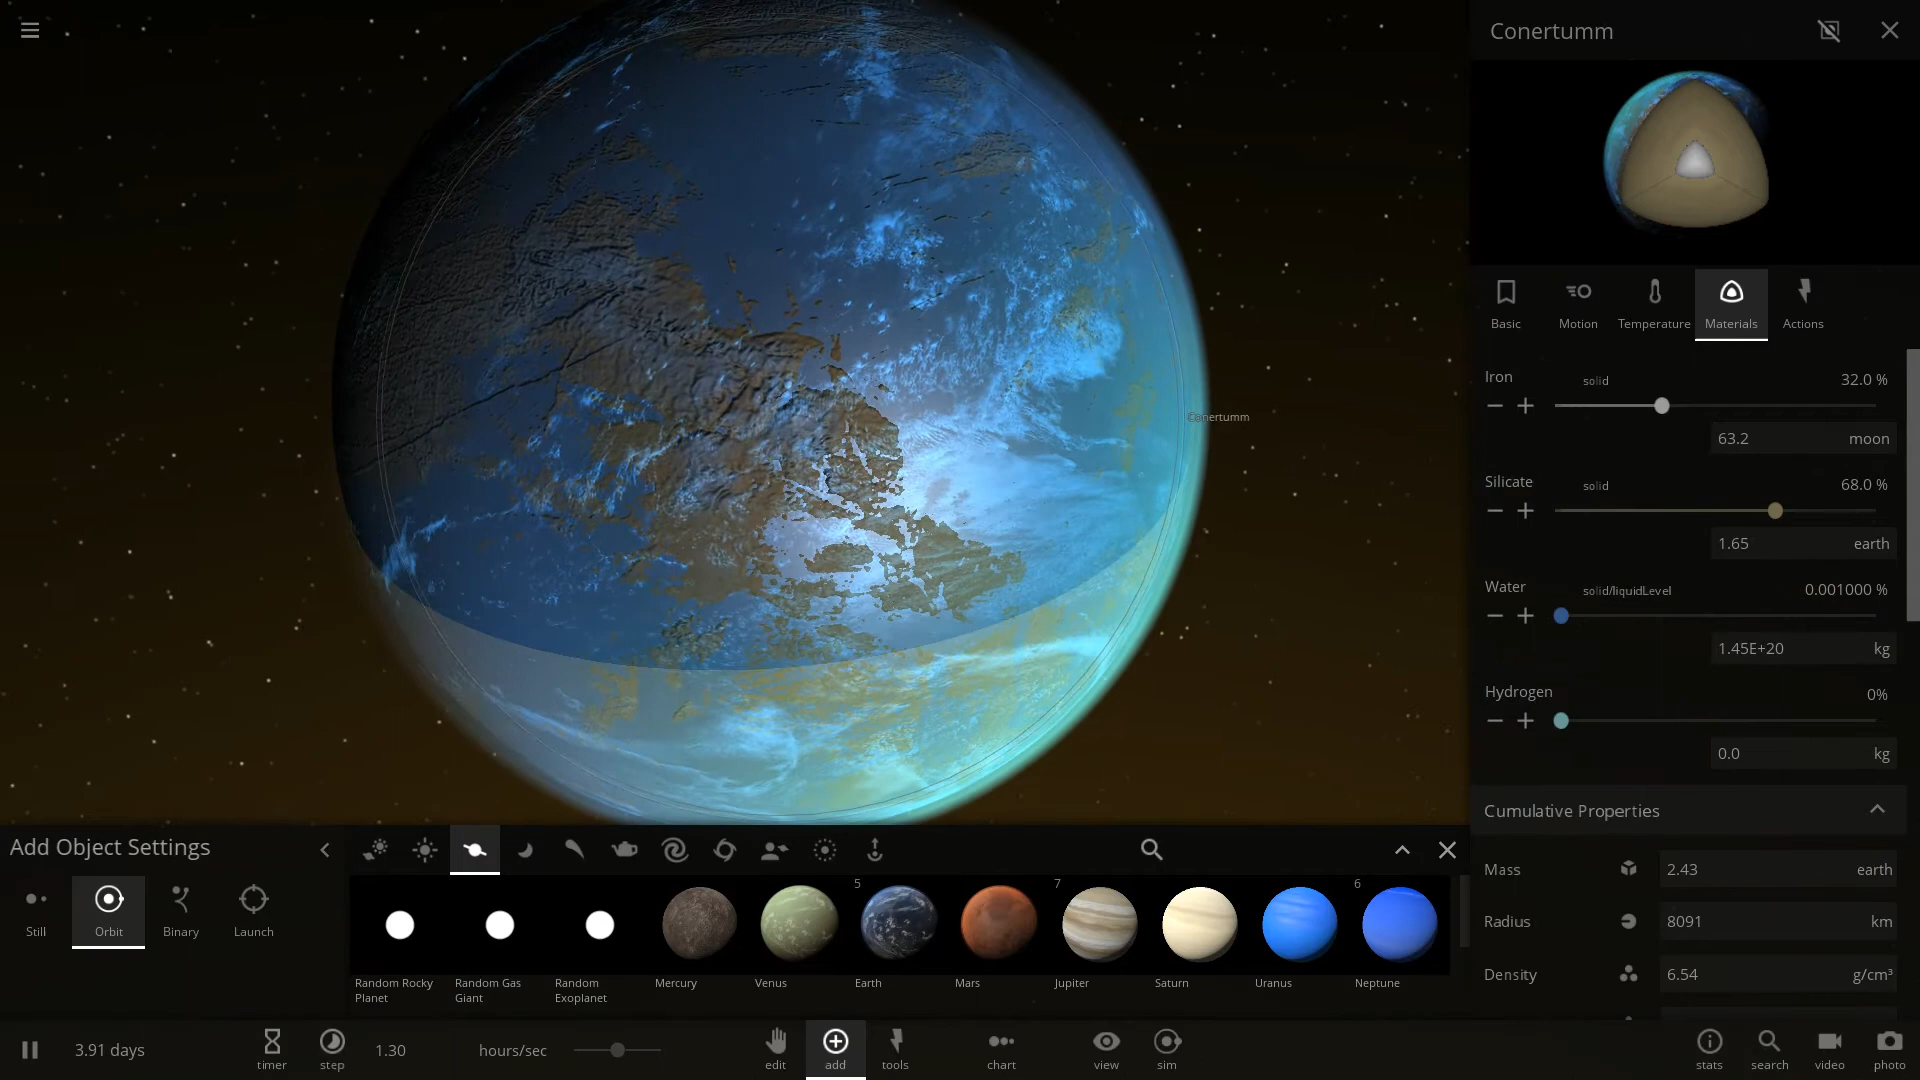 Conertumm
Basic
Motion
Temperature
Materials
Actions
Iron
solid
32.0 %
63.2
moon
Silicate
solid
68.0 %
1.65
earth
Water
solid/liquidLevel
0.001000 %
1.45E+20
kg
Hydrogen
0%
0.0
kg
Cumulative Properties
Mass
2.43
earth
Radius
8091
km
Density
6.54
g/cm³
Conertumm
Add Object Settings
Still
Orbit
Binary
Launch
5
7
6
Random Rocky
Planet
Random Gas
Giant
Random
Exoplanet
Mercury
Venus
Earth
Mars
Jupiter
Saturn
Uranus
Neptune
3.91 days
timer
step
1.30
hours/sec
edit
add
tools
chart
view
sim
stats
search
video
photo